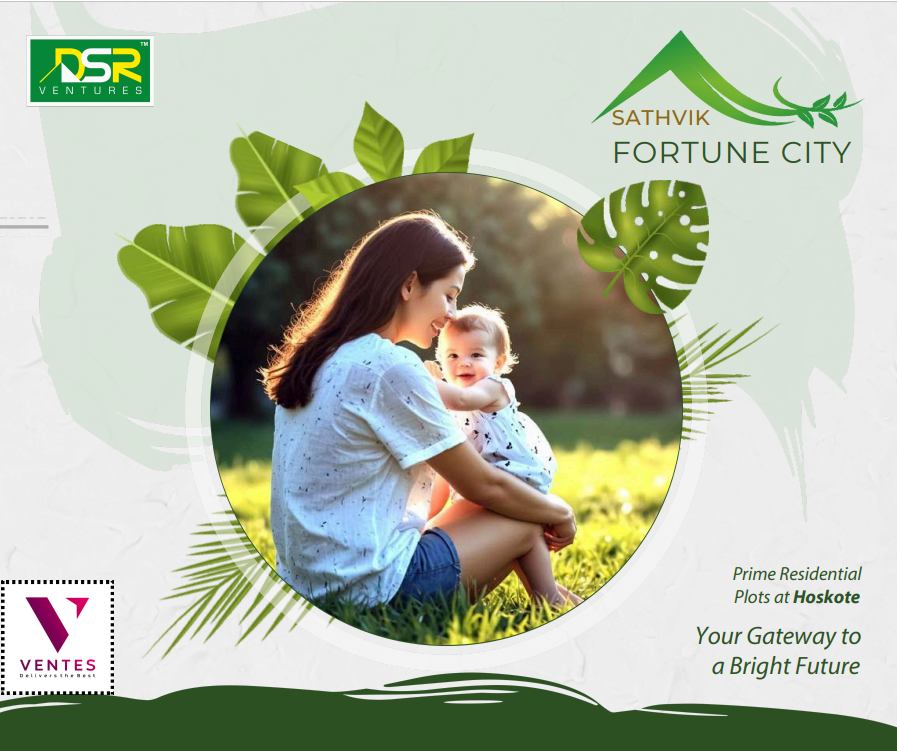 DSR
TM
VENTURES
SATHVIK
FORTUNE CITY
Prime Residential
Plots at Hoskote
Your Gateway to
a Bright Future
VENTES
Delivers the Best